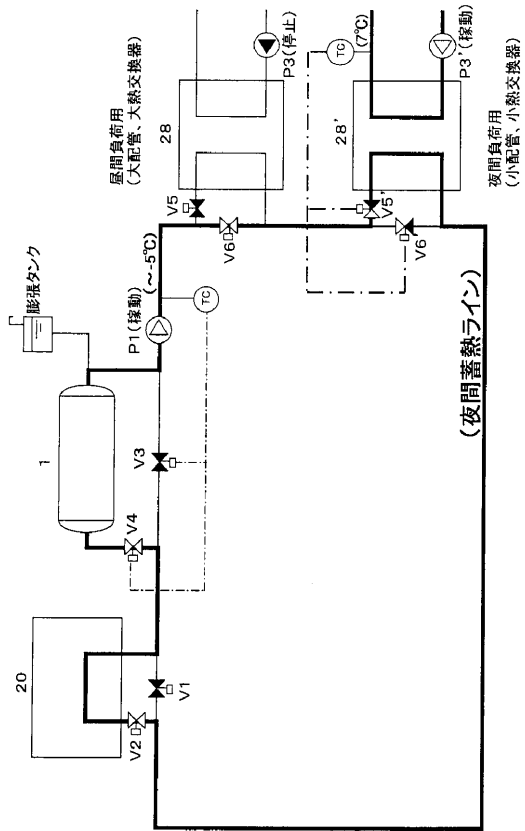 昼間負荷用
(大配管、大熱交換器)
P3(停止)
28
V5
V6
膨張タンク
P1(稼動)
(~-5℃)
TC
1
V3
V4
20
V1
V2
TC
(7℃)
P3'(稼動)
28'
V5'
V6'
夜間負荷用
(小配管、小熱交換器)
(夜間蓄熱ライン)